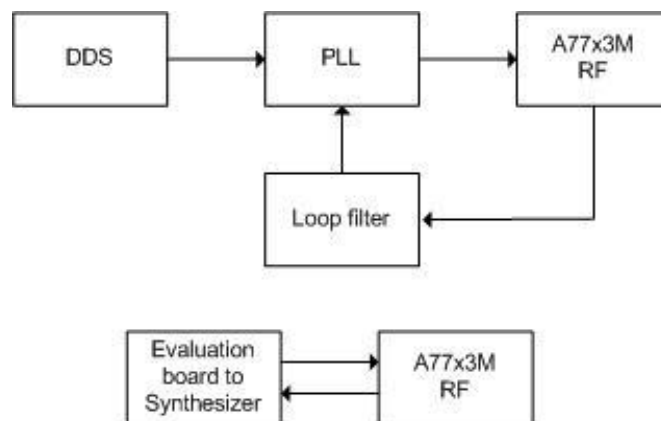 DDS
PLL
A77x3M
RF
Loop filter
Evaluation
board to
Synthesizer
A77x3M
RF